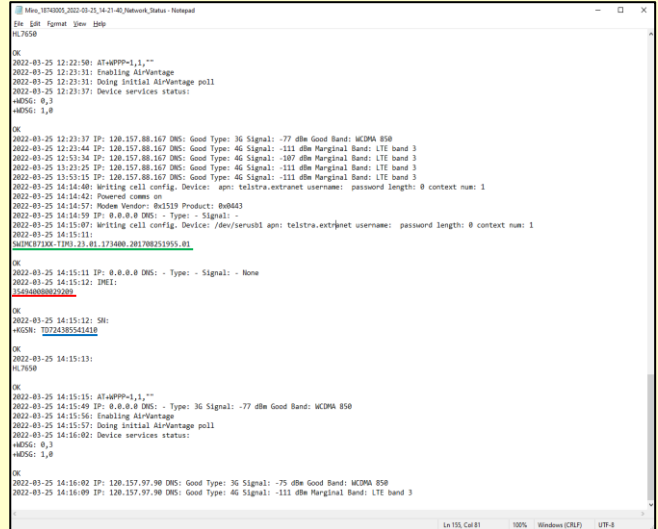 Miro_18743005_2022-03-25_14-21-40_Network_Status - Notepad
File Edit Format View Help
HL7650
OK
2022-03-25 12:22:50: AT+WPPP=1,1,""
2022-03-25 12:23:31: Enabling AirVantage
2022-03-25 12:23:31: Doing initial AirVantage poll
2022-03-25 12:23:37: Device services status:
+WDSG: 0,3
+WDSG: 1,0
OK
2022-03-25 12:23:37 IP: 120.157.88.167 DNS: Good Type: 3G Signal: -77 dBm Good Band: WCDMA 850
2022-03-25 12:23:44 IP: 120.157.88.167 DNS: Good Type: 4G Signal: -111 dBm Marginal Band: LTE band 3
2022-03-25 12:53:34 IP: 120.157.88.167 DNS: Good Type: 4G Signal: -107 dBm Marginal Band: LTE band 3
2022-03-25 13:23:25 IP: 120.157.88.167 DNS: Good Type: 4G Signal: -111 dBm Marginal Band: LTE band 3
2022-03-25 13:53:15 IP: 120.157.88.167 DNS: Good Type: 4G Signal: -111 dBm Marginal Band: LTE band 3
2022-03-25 14:14:40: Writing cell config. Device: apn: telstra.extranet username: password length: 0 context num: 1
2022-03-25 14:14:42: Powered comms on
2022-03-25 14:14:57: Modem Vendor: 0x1519 Product: 0x0443
2022-03-25 14:14:59 IP: 0.0.0.0 DNS: - Type: - Signal: -
2022-03-25 14:15:07: Writing cell config. Device: /dev/serusb1 apn: telstra.extranet username: password length: 0 context num: 1
2022-03-25 14:15:11:
SWIMCB71XX-TIM3.23.01.173400.201708251955.01
OK
2022-03-25 14:15:11 IP: 0.0.0.0 DNS: - Type: - Signal: - None
2022-03-25 14:15:12: IMEI:
354940080029209
OK
2022-03-25 14:15:12: SN:
+KGSN: TD724385541410
OK
2022-03-25 14:15:13:
HL7650
OK
2022-03-25 14:15:15: AT+WPPP=1,1,""
2022-03-25 14:15:49 IP: 0.0.0.0 DNS: - Type: 3G Signal: -77 dBm Good Band: WCDMA 850
2022-03-25 14:15:56: Enabling AirVantage
2022-03-25 14:15:57: Doing initial AirVantage poll
2022-03-25 14:16:02: Device services status:
+WDSG: 0,3
+WDSG: 1,0
OK
2022-03-25 14:16:02 IP: 120.157.97.90 DNS: Good Type: 3G Signal: -75 dBm Good Band: WCDMA 850
2022-03-25 14:16:09 IP: 120.157.97.90 DNS: Good Type: 4G Signal: -111 dBm Marginal Band: LTE band 3
Ln 155, Col 81 100% Windows (CRLF) UTF-8